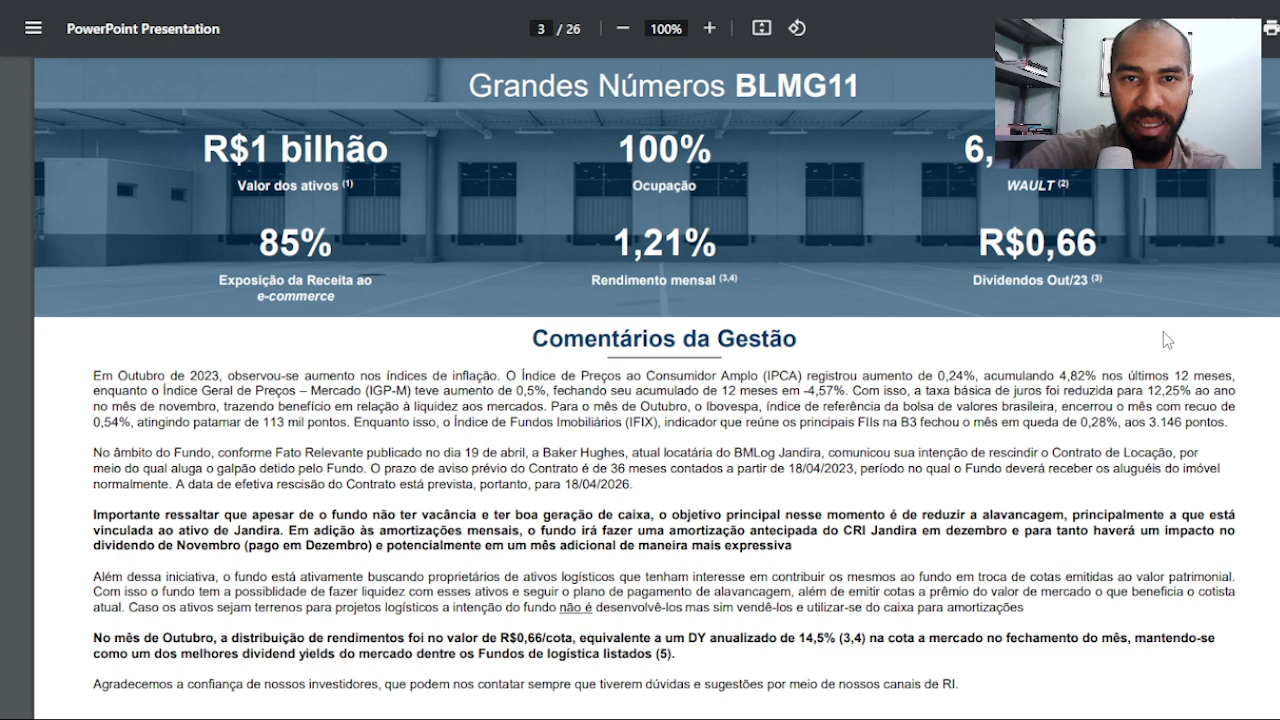 PowerPoint Presentation
3 / 26
100%
Grandes Números BLMG11
R$1 bilhão
100%
6,
Valor dos ativos (1)
Ocupação
WAULT (2)
85%
1,21%
R$0,66
Exposição da Receita ao
e-commerce
Rendimento mensal (3,4)
Dividendos Out/23 (3)
Comentários da Gestão
Em Outubro de 2023, observou-se aumento nos índices de inflação. O Índice de Preços ao Consumidor Amplo (IPCA) registrou aumento de 0,24%, acumulando 4,82% nos últimos 12 meses,
enquanto o Índice Geral de Preços – Mercado (IGP-M) teve aumento de 0,5%, fechando seu acumulado de 12 meses em -4,57%. Com isso, a taxa básica de juros foi reduzida para 12,25% ao ano
no mês de novembro, trazendo benefício em relação à liquidez aos mercados. Para o mês de Outubro, o Ibovespa, índice de referência da bolsa de valores brasileira, encerrou o mês com recuo de
0,54%, atingindo patamar de 113 mil pontos. Enquanto isso, o Índice de Fundos Imobiliários (IFIX), indicador que reúne os principais FIIs na B3 fechou o mês em queda de 0,28%, aos 3.146 pontos.
No âmbito do Fundo, conforme Fato Relevante publicado no dia 19 de abril, a Baker Hughes, atual locatária do BMLog Jandira, comunicou sua intenção de rescindir o Contrato de Locação, por
meio do qual aluga o galpão detido pelo Fundo. O prazo de aviso prévio do Contrato é de 36 meses contados a partir de 18/04/2023, período no qual o Fundo deverá receber os aluguéis do imóvel
normalmente. A data de efetiva rescisão do Contrato está prevista, portanto, para 18/04/2026.
Importante ressaltar que apesar de o fundo não ter vacância e ter boa geração de caixa, o objetivo principal nesse momento é de reduzir a alavancagem, principalmente a que está
vinculada ao ativo de Jandira. Em adição às amortizações mensais, o fundo irá fazer uma amortização antecipada do CRI Jandira em dezembro e para tanto haverá um impacto no
dividendo de Novembro (pago em Dezembro) e potencialmente em um mês adicional de maneira mais expressiva
Além dessa iniciativa, o fundo está ativamente buscando proprietários de ativos logísticos que tenham interesse em contribuir os mesmos ao fundo em troca de cotas emitidas ao valor patrimonial.
Com isso o fundo tem a possiblidade de fazer liquidez com esses ativos e seguir o plano de pagamento de alavancagem, além de emitir cotas a prêmio do valor de mercado o que beneficia o cotista
atual. Caso os ativos sejam terrenos para projetos logísticos a intenção do fundo não é desenvolvê-los mas sim vendê-los e utilizar-se do caixa para amortizações
No mês de Outubro, a distribuição de rendimentos foi no valor de R$0,66/cota, equivalente a um DY anualizado de 14,5% (3,4) na cota a mercado no fechamento do mês, mantendo-se
como um dos melhores dividend yields do mercado dentre os Fundos de logística listados (5).
Agradecemos a confiança de nossos investidores, que podem nos contatar sempre que tiverem dúvidas e sugestões por meio de nossos canais de RI.